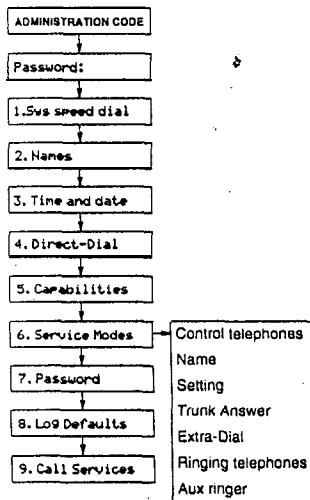 ADMINISTRATION CODE
Password:
1.Sys speed dial
2. Names
3. Time and date
4. Direct-Dial
5. Capabilities
6. Service Modes
Control telephones
Name
Setting
Trunk Answer
Extra-Dial
Ringing telephones
Aux ringer
7. Password
8. Log Defaults
9. Call Services